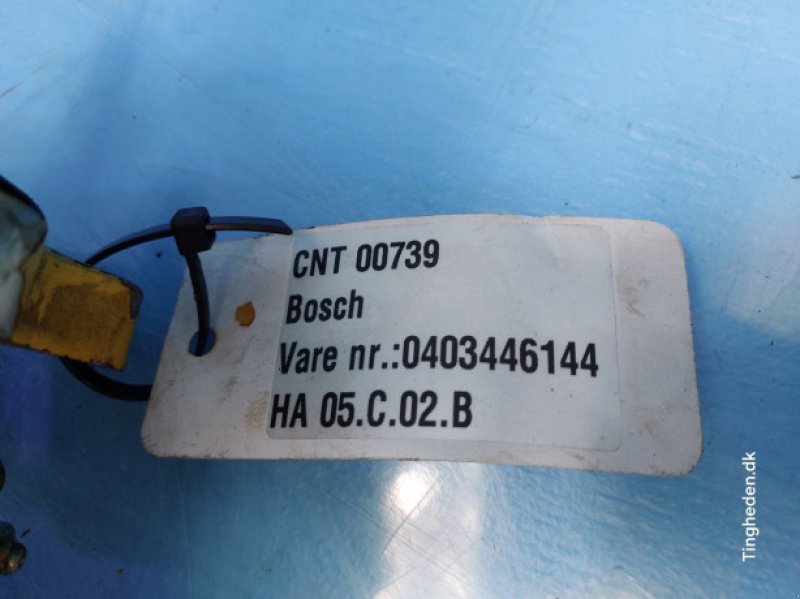 CNT 00739
Bosch
Vare nr.:0403446144
HA 05.C.02.B
Tingheden.dk